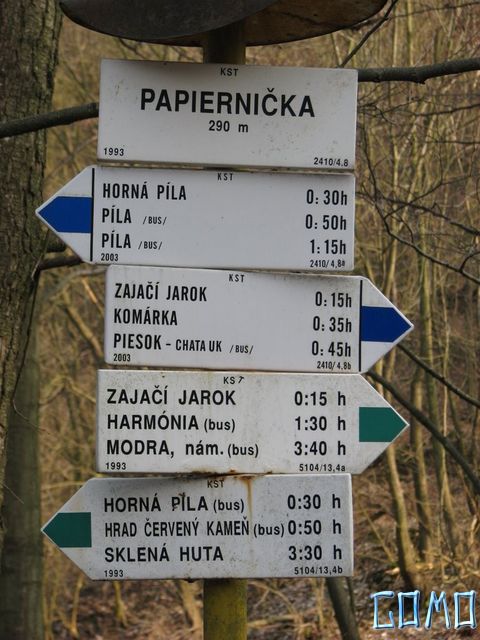 KST
PAPIERNIČKA
290 m
1993 2410/4.8
KST
HORNÁ PÍLA 0:30h
PÍLA /BUS/ 0:50h
PÍLA /BUS/ 1:15h
2003 2410/4,8a
KST
ZAJAČÍ JAROK 0:15h
KOMÁRKA 0:35h
PIESOK - CHATA UK /BUS/ 0:45h
2003 2410/4,8b
KST
ZAJAČÍ JAROK 0:15 h
HARMÓNIA (bus) 1:30 h
MODRA, nám. (bus) 3:40 h
1993 5104/13,4a
KST
HORNÁ PÍLA (bus) 0:30 h
HRAD ČERVENÝ KAMEŇ (bus) 0:50 h
SKLENÁ HUTA 3:30 h
1993 5104/13,4b
GOMO